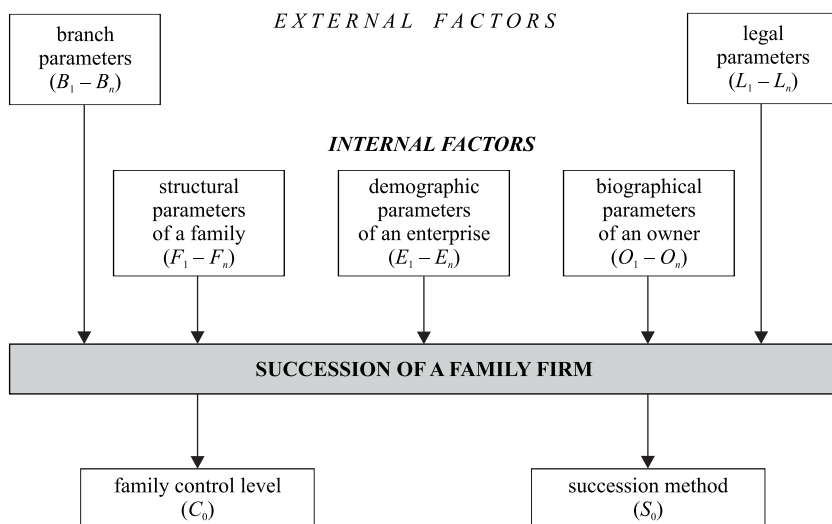 EXTERNAL FACTORS
branch
parameters
(B₁ – Bₙ)
legal
parameters
(L₁ – Lₙ)
INTERNAL FACTORS
structural
parameters
of a family
(F₁ – Fₙ)
demographic
parameters
of an enterprise
(E₁ – Eₙ)
biographical
parameters
of an owner
(O₁ – Oₙ)
SUCCESSION OF A FAMILY FIRM
family control level
(C₀)
succession method
(S₀)